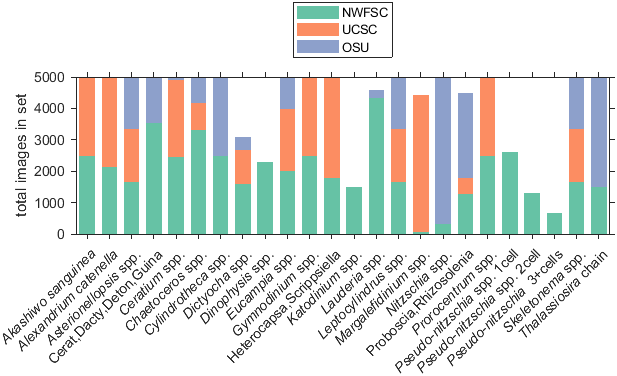 NWFSC
UCSC
OSU
total images in set
5000
4000
3000
2000
1000
0
Akashiwo sanguinea
Alexandrium catenella
Asterionellopsis spp.
Cerat,Dacty,Deton,Guina
Ceratium spp.
Chaetoceros spp.
Cylindrotheca spp.
Dictyocha spp.
Dinophysis spp.
Eucampia spp.
Gymnodinium spp.
Heterocapsa,Scrippsiella
Katodinium spp.
Lauderia spp.
Leptocylindrus spp.
Margalefidinium spp.
Nitzschia spp.
Proboscia,Rhizosolenia
Prorocentrum spp.
Pseudo-nitzschia spp. 1cell
Pseudo-nitzschia spp. 2cell
Pseudo-nitzschia 3+cells
Skeletonema spp.
Thalassiosira chain